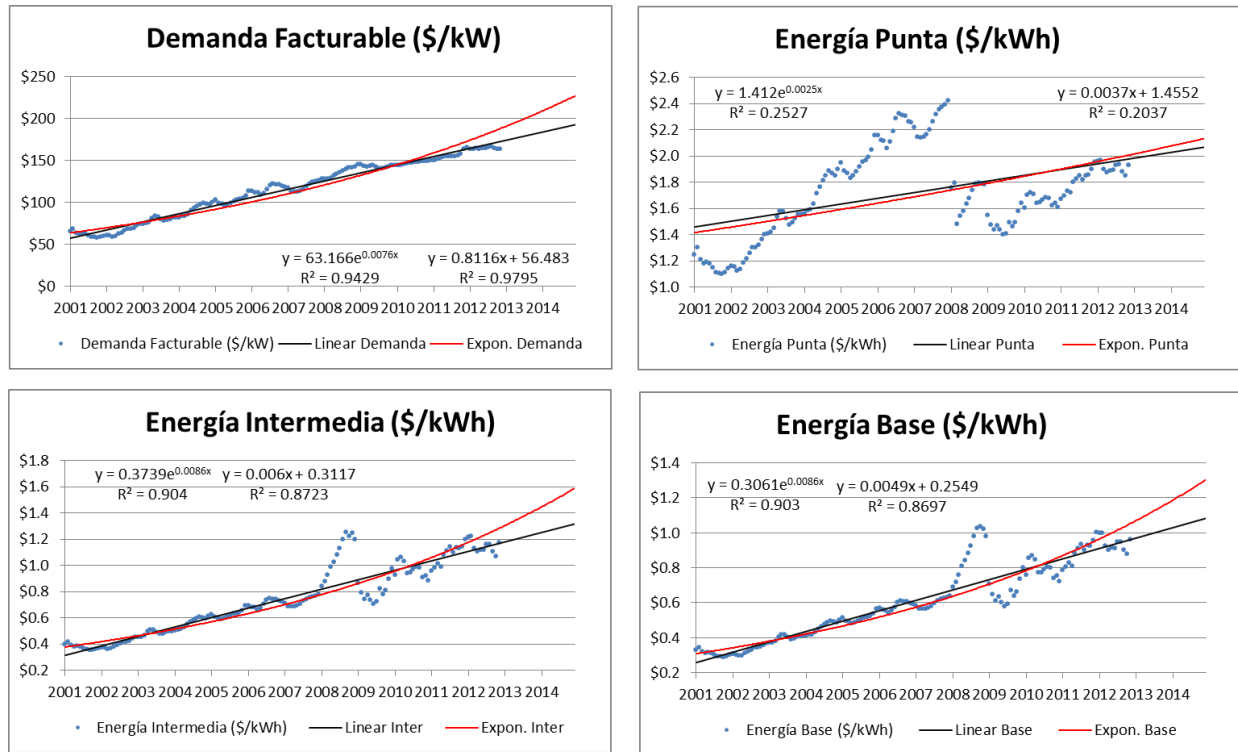 Demanda Facturable ($/kW)
$250
$200
$150
$100
$50
$0
y = 63.166e^0.0076x
R² = 0.9429
y = 0.8116x + 56.483
R² = 0.9795
2001 2002 2003 2004 2005 2006 2007 2008 2009 2010 2011 2012 2013 2014
Demanda Facturable ($/kW) Linear Demanda Expon. Demanda
Energía Punta ($/kWh)
$2.6
$2.4
$2.2
$2.0
$1.8
$1.6
$1.4
$1.2
$1.0
y = 1.412e^0.0025x
R² = 0.2527
y = 0.0037x + 1.4552
R² = 0.2037
2001 2002 2003 2004 2005 2006 2007 2008 2009 2010 2011 2012 2013 2014
Energía Punta ($/kWh) Linear Punta Expon. Punta
Energía Intermedia ($/kWh)
$1.8
$1.6
$1.4
$1.2
$1.0
$0.8
$0.6
$0.4
$0.2
y = 0.3739e^0.0086x
R² = 0.904
y = 0.006x + 0.3117
R² = 0.8723
2001 2002 2003 2004 2005 2006 2007 2008 2009 2010 2011 2012 2013 2014
Energía Intermedia ($/kWh) Linear Inter Expon. Inter
Energía Base ($/kWh)
$1.4
$1.2
$1.0
$0.8
$0.6
$0.4
$0.2
y = 0.3061e^0.0086x
R² = 0.903
y = 0.0049x + 0.2549
R² = 0.8697
2001 2002 2003 2004 2005 2006 2007 2008 2009 2010 2011 2012 2013 2014
Energía Base ($/kWh) Linear Base Expon. Base